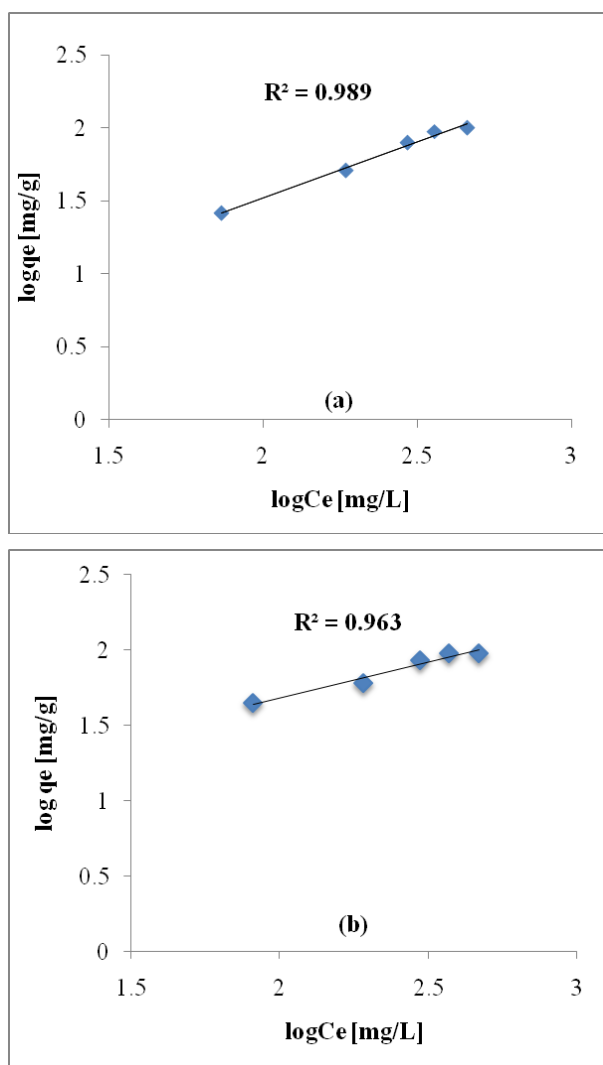 2.5
R² = 0.989
2
1.5
1
0.5
(a)
0
1.5 2 2.5 3
logqe [mg/g]
logCe [mg/L]
2.5
R² = 0.963
2
1.5
1
0.5
(b)
0
1.5 2 2.5 3
log qe [mg/g]
logCe [mg/L]